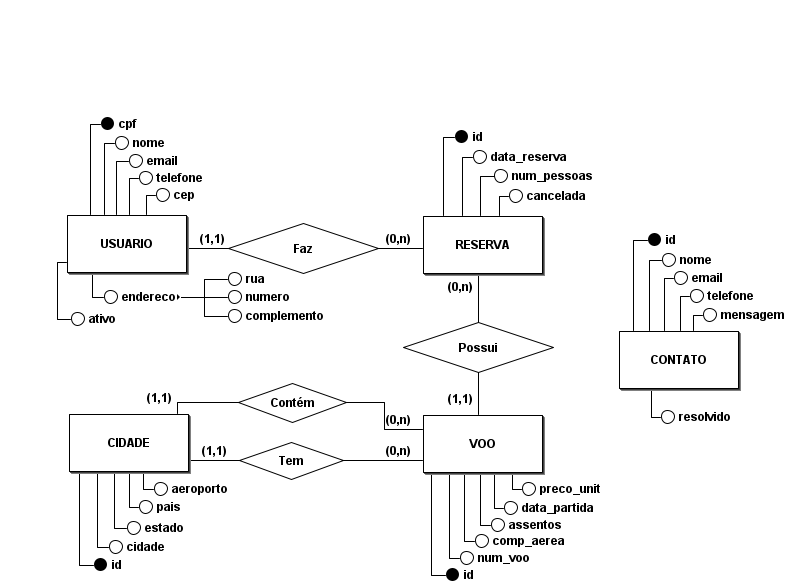 cpf
nome
email
telefone
cep
USUARIO
(1,1)
Faz
(0,n)
endereco
rua
numero
complemento
ativo
id
data_reserva
num_pessoas
cancelada
RESERVA
(0,n)
Possui
(1,1)
id
nome
email
telefone
mensagem
CONTATO
resolvido
(1,1)
Contém
(0,n)
CIDADE
(1,1)
Tem
(0,n)
VOO
aeroporto
pais
estado
cidade
id
preco_unit
data_partida
assentos
comp_aerea
num_voo
id